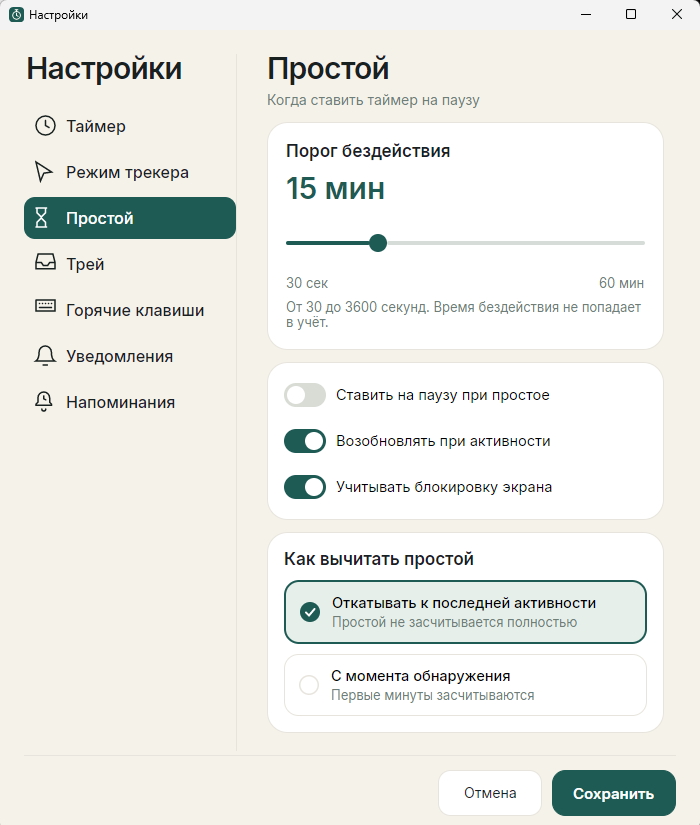 Настройки
Настройки
Таймер
Режим трекера
Простой
Трей
Горячие клавиши
Уведомления
Напоминания
Простой
Когда ставить таймер на паузу
Порог бездействия
15 мин
30 сек
60 мин
От 30 до 3600 секунд. Время бездействия не попадает
в учёт.
Ставить на паузу при простое
Возобновлять при активности
Учитывать блокировку экрана
Как вычитать простой
Откатывать к последней активности
Простой не засчитывается полностью
С момента обнаружения
Первые минуты засчитываются
Отмена
Сохранить